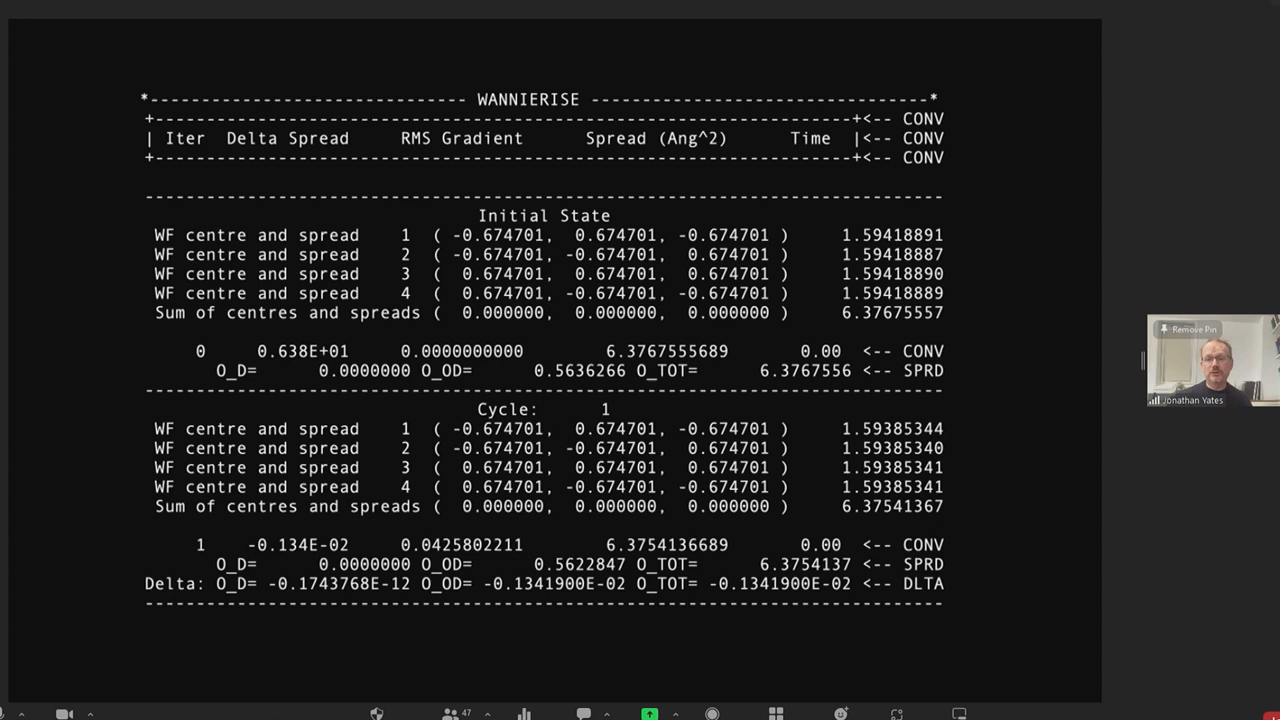 *------------------------------- WANNIERISE ---------------------------------*
+--------------------------------------------------------------------+<-- CONV
| Iter  Delta Spread     RMS Gradient      Spread (Ang^2)      Time  |<-- CONV
+--------------------------------------------------------------------+<-- CONV
------------------------------------------------------------------------------
Initial State
WF centre and spread    1  ( -0.674701,  0.674701, -0.674701 )     1.59418891
WF centre and spread    2  ( -0.674701, -0.674701,  0.674701 )     1.59418887
WF centre and spread    3  (  0.674701,  0.674701,  0.674701 )     1.59418890
WF centre and spread    4  (  0.674701, -0.674701, -0.674701 )     1.59418889
Sum of centres and spreads (  0.000000,  0.000000,  0.000000 )     6.37675557
0     0.638E+01     0.0000000000        6.3767555689       0.00  <-- CONV
O_D=      0.0000000 O_OD=      0.5636266 O_TOT=      6.3767556 <-- SPRD
------------------------------------------------------------------------------
Cycle:      1
WF centre and spread    1  ( -0.674701,  0.674701, -0.674701 )     1.59385344
WF centre and spread    2  ( -0.674701, -0.674701,  0.674701 )     1.59385340
WF centre and spread    3  (  0.674701,  0.674701,  0.674701 )     1.59385341
WF centre and spread    4  (  0.674701, -0.674701, -0.674701 )     1.59385341
Sum of centres and spreads (  0.000000,  0.000000,  0.000000 )     6.37541367
1    -0.134E-02     0.0425802211        6.3754136689       0.00  <-- CONV
O_D=      0.0000000 O_OD=      0.5622847 O_TOT=      6.3754137 <-- SPRD
Delta: O_D= -0.1743768E-12 O_OD= -0.1341900E-02 O_TOT= -0.1341900E-02 <-- DLTA
------------------------------------------------------------------------------
Remove Pin
Jonathan Yates
47